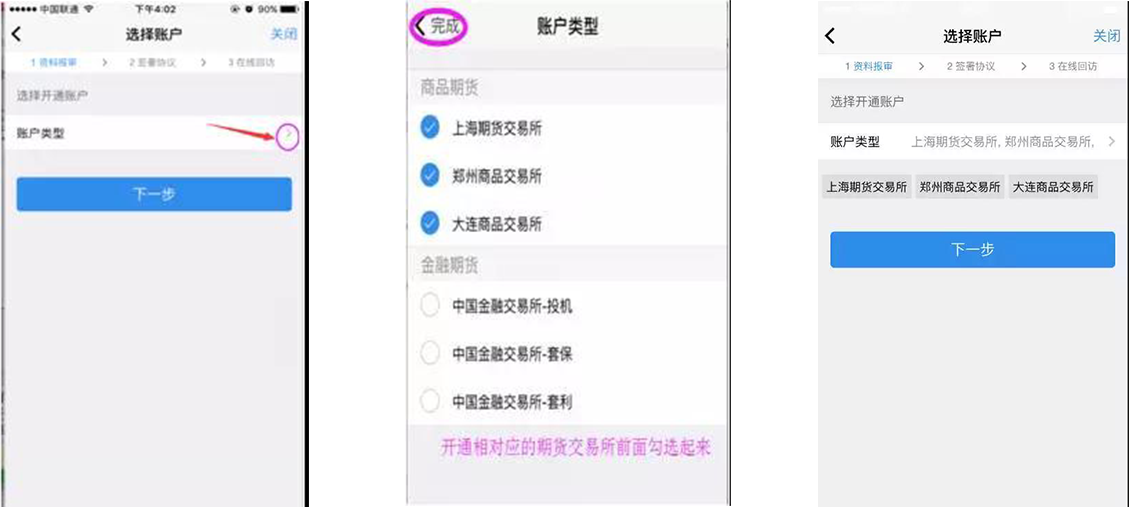 中国联通 下午4:02 90%
选择账户 关闭
1 资料报审 > 2 签署协议 > 3 在线回访
选择开通账户
账户类型
下一步
完成 账户类型
商品期货
上海期货交易所
郑州商品交易所
大连商品交易所
金融期货
中国金融交易所-投机
中国金融交易所-套保
中国金融交易所-套利
开通相对应的期货交易所前面勾选起来
选择账户 关闭
1 资料报审 > 2 签署协议 > 3 在线回访
选择开通账户
账户类型 上海期货交易所, 郑州商品交易所,
上海期货交易所 郑州商品交易所 大连商品交易所
下一步